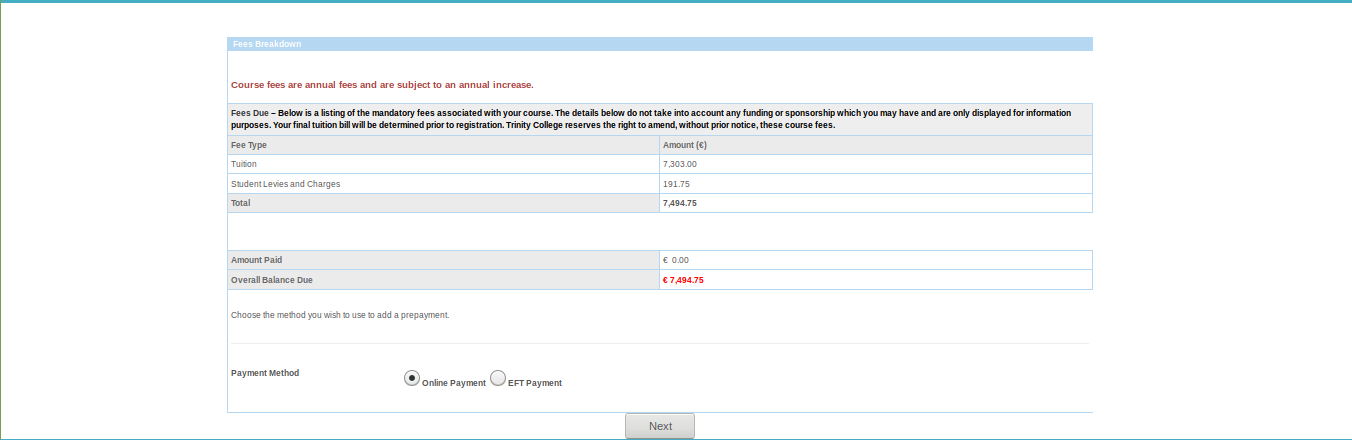 Fees Breakdown
Course fees are annual fees and are subject to an annual increase.
Fees Due – Below is a listing of the mandatory fees associated with your course. The details below do not take into account any funding or sponsorship which you may have and are only displayed for information
purposes. Your final tuition bill will be determined prior to registration. Trinity College reserves the right to amend, without prior notice, these course fees.
Fee Type Amount (€)
Tuition 7,303.00
Student Levies and Charges 191.75
Total 7,494.75
Amount Paid € 0.00
Overall Balance Due € 7,494.75
Choose the method you wish to use to add a prepayment.
Payment Method Online Payment EFT Payment
Next